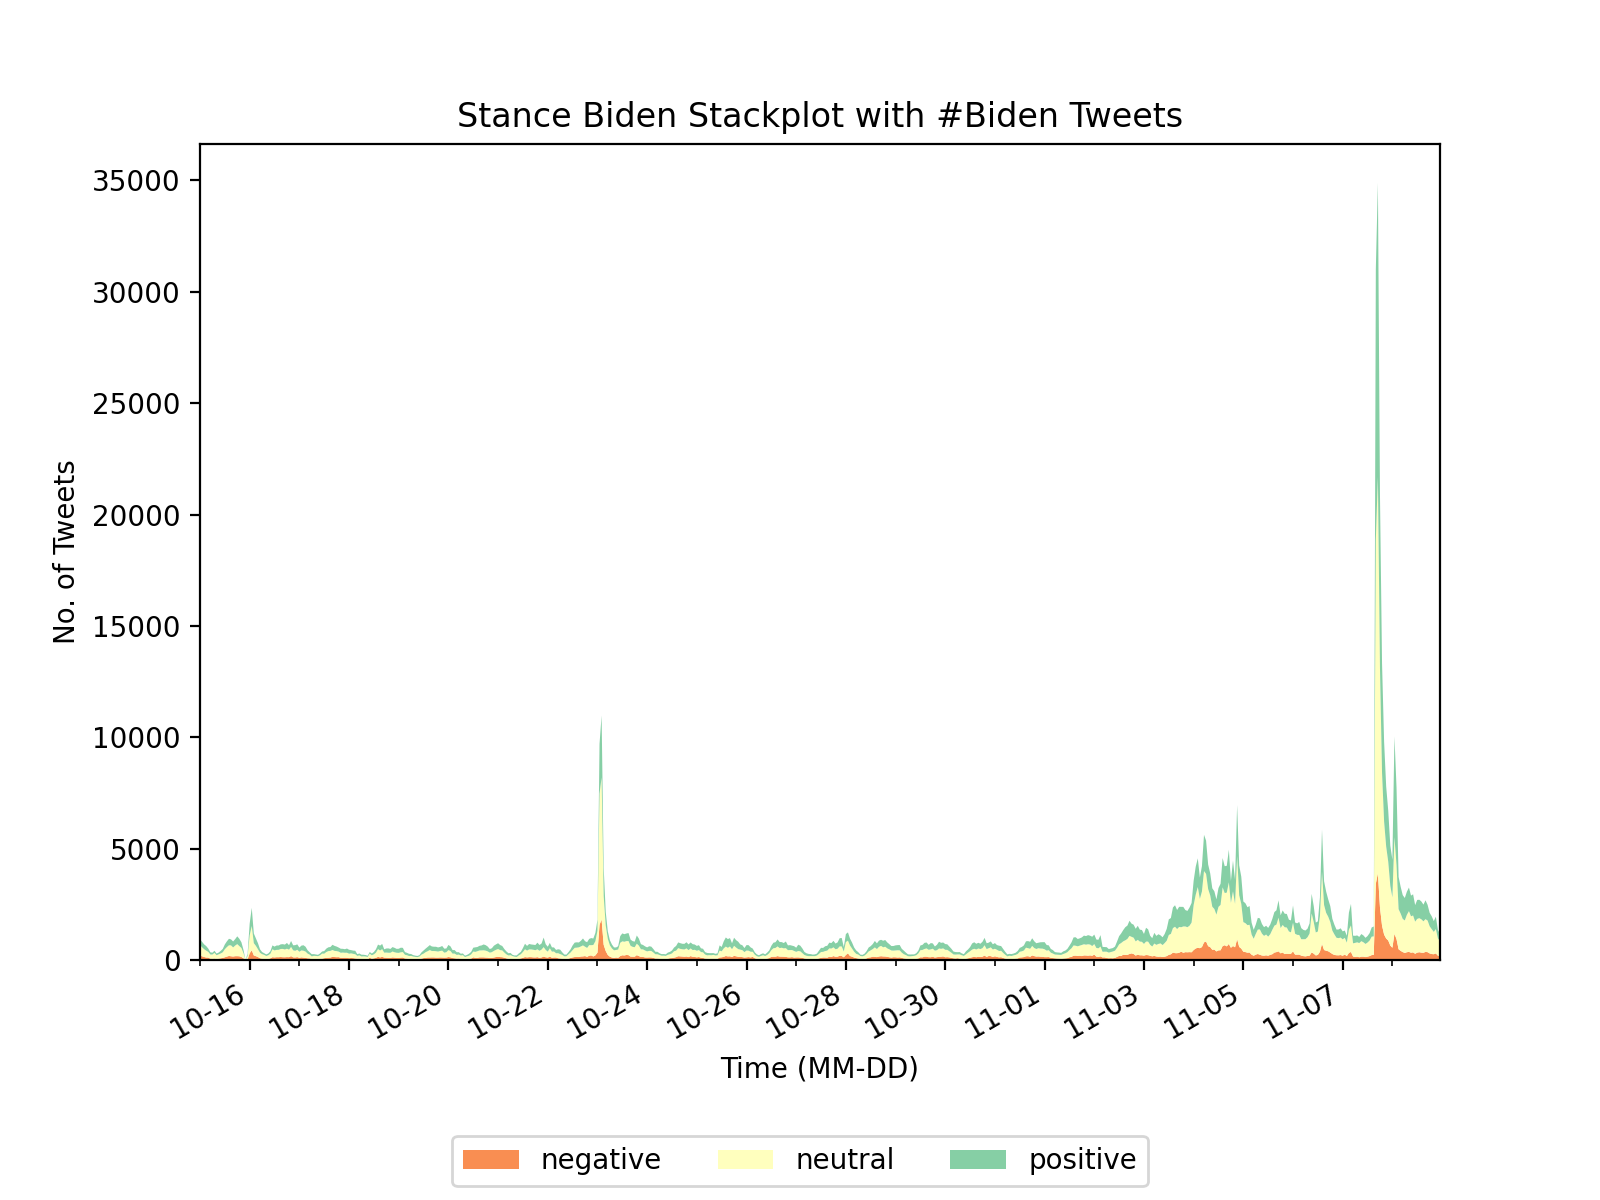 Stance Biden Stackplot with #Biden Tweets
35000
30000
25000
20000
15000
10000
5000
0
No. of Tweets
10-16 10-18 10-20 10-22 10-24 10-26 10-28 10-30 11-01 11-03 11-05 11-07
Time (MM-DD)
negative neutral positive